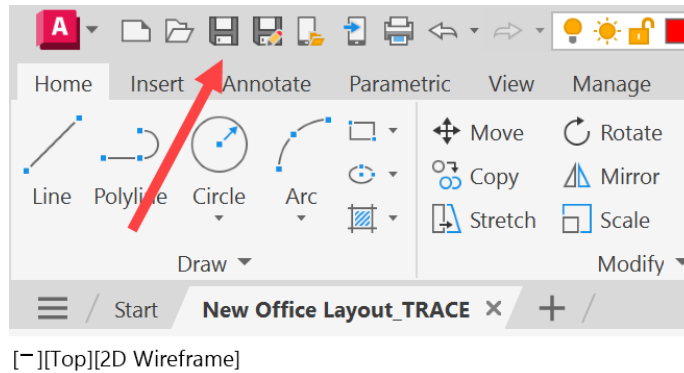 A
Home Insert Annotate Parametric View Manage
Move Rotate
Copy Mirror
Line Polyline Circle Arc
Stretch Scale
Draw Modify
Start New Office Layout_TRACE
[−][Top][2D Wireframe]